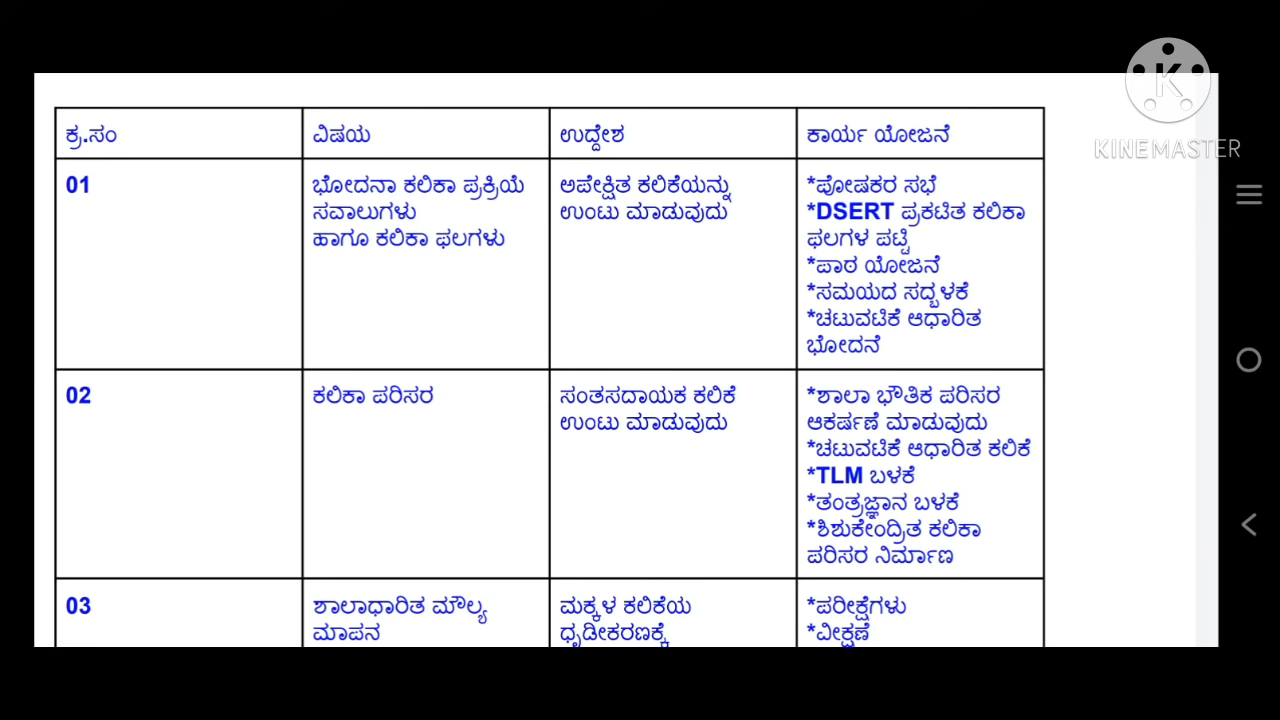 KINEMASTER
ಕ್ರ.ಸಂ
ವಿಷಯ
ಉದ್ದೇಶ
ಕಾರ್ಯ ಯೋಜನೆ
01
ಭೋದನಾ ಕಲಿಕಾ ಪ್ರಕ್ರಿಯೆ
ಸವಾಲುಗಳು
ಹಾಗೂ ಕಲಿಕಾ ಫಲಗಳು
ಅಪೇಕ್ಷಿತ ಕಲಿಕೆಯನ್ನು
ಉಂಟು ಮಾಡುವುದು
*ಪೋಷಕರ ಸಭೆ
*DSERT ಪ್ರಕಟಿತ ಕಲಿಕಾ
ಫಲಗಳ ಪಟ್ಟಿ
*ಪಾಠ ಯೋಜನೆ
*ಸಮಯದ ಸದ್ಬಳಕೆ
*ಚಟುವಟಿಕೆ ಆಧಾರಿತ
ಭೋದನೆ
02
ಕಲಿಕಾ ಪರಿಸರ
ಸಂತಸದಾಯಕ ಕಲಿಕೆ
ಉಂಟು ಮಾಡುವುದು
*ಶಾಲಾ ಭೌತಿಕ ಪರಿಸರ
ಆಕರ್ಷಣೆ ಮಾಡುವುದು
*ಚಟುವಟಿಕೆ ಆಧಾರಿತ ಕಲಿಕೆ
*TLM ಬಳಕೆ
*ತಂತ್ರಜ್ಞಾನ ಬಳಕೆ
*ಶಿಶುಕೇಂದ್ರಿತ ಕಲಿಕಾ
ಪರಿಸರ ನಿರ್ಮಾಣ
03
ಶಾಲಾಧಾರಿತ ಮೌಲ್ಯ
ಮಾಪನ
ಮಕ್ಕಳ ಕಲಿಕೆಯ
ಧೃಡೀಕರಣಕ್ಕೆ
*ಪರೀಕ್ಷೆಗಳು
*ವೀಕ್ಷಣೆ